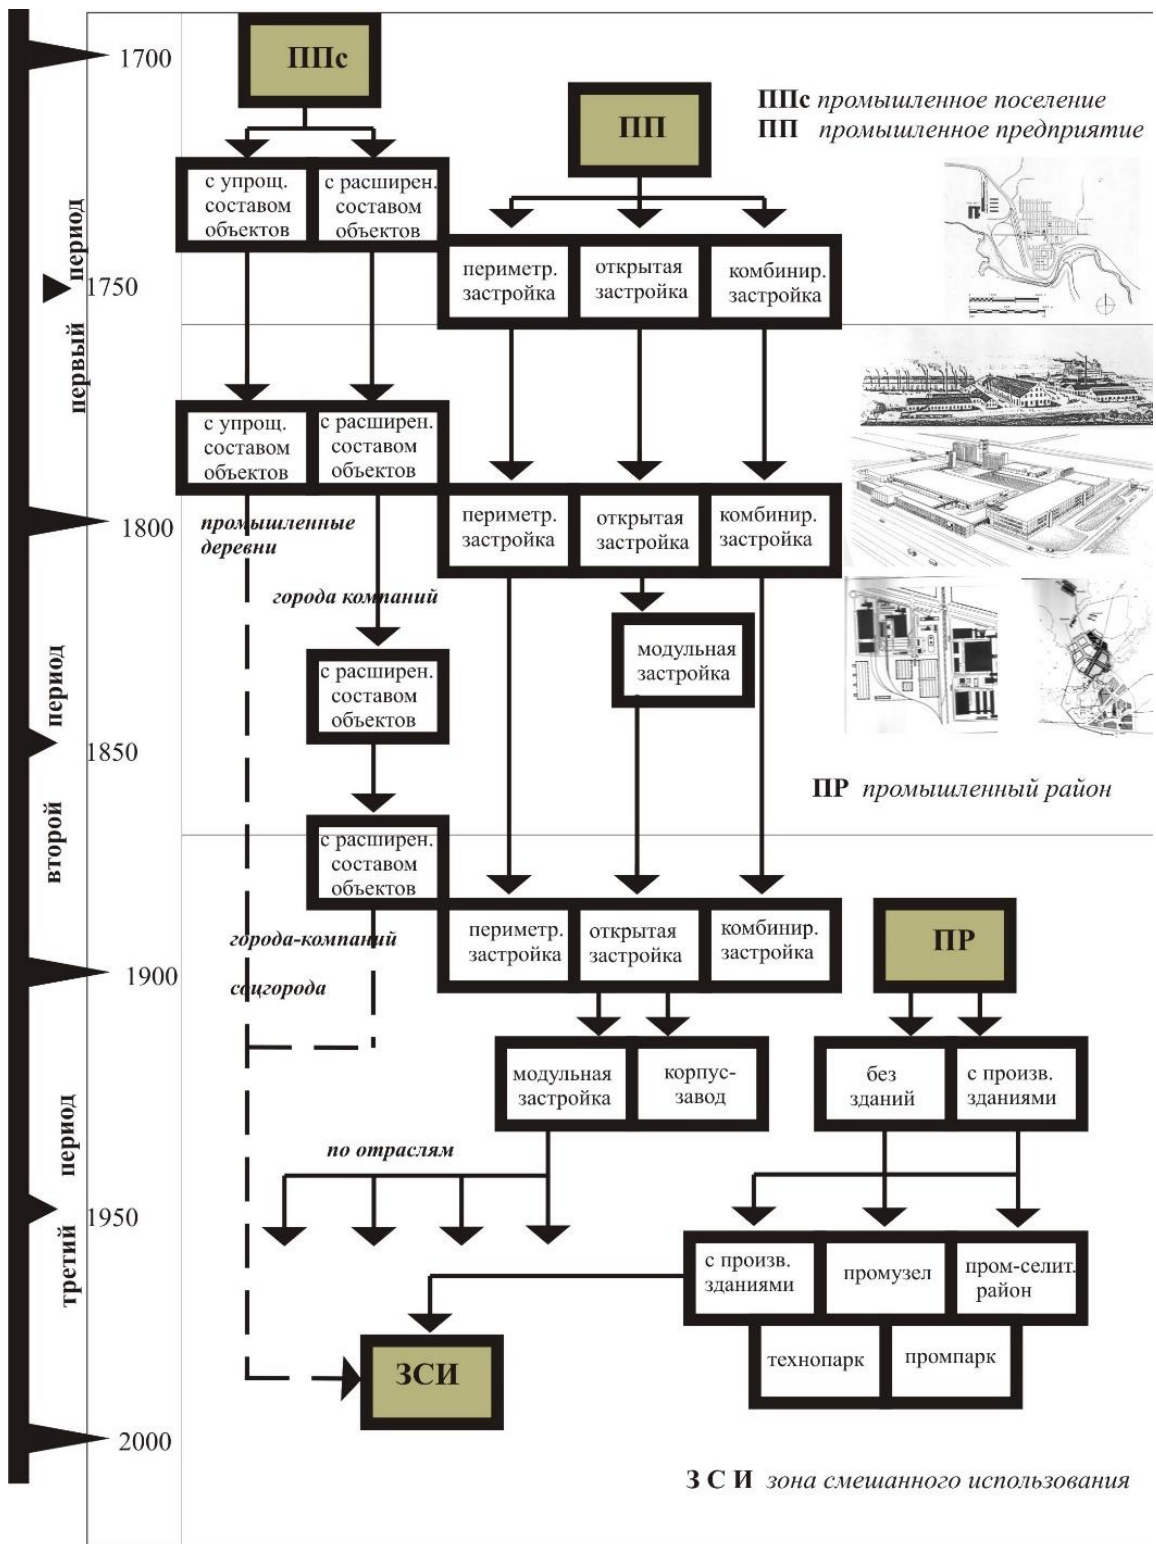 1700
ППс
ПП
ППс промышленное поселение
ПП промышленное предприятие
с упрощ.
составом
объектов
с расширен.
составом
объектов
период
1750
первый
периметр.
застройка
открытая
застройка
комбинир.
застройка
с упрощ.
составом
объектов
с расширен.
составом
объектов
1800
промышленные
деревни
периметр.
застройка
открытая
застройка
комбинир.
застройка
города компаний
модульная
застройка
с расширен.
составом
объектов
период
1850
второй
ПР промышленный район
с расширен.
составом
объектов
города-компаний
соцгорода
периметр.
застройка
открытая
застройка
комбинир.
застройка
ПР
1900
модульная
застройка
корпус-
завод
без
зданий
с произв.
зданиями
период
по отраслям
1950
третий
с произв.
зданиями
промузел
пром-селит.
район
технопарк
промпарк
ЗСИ
2000
З С И зона смешанного использования